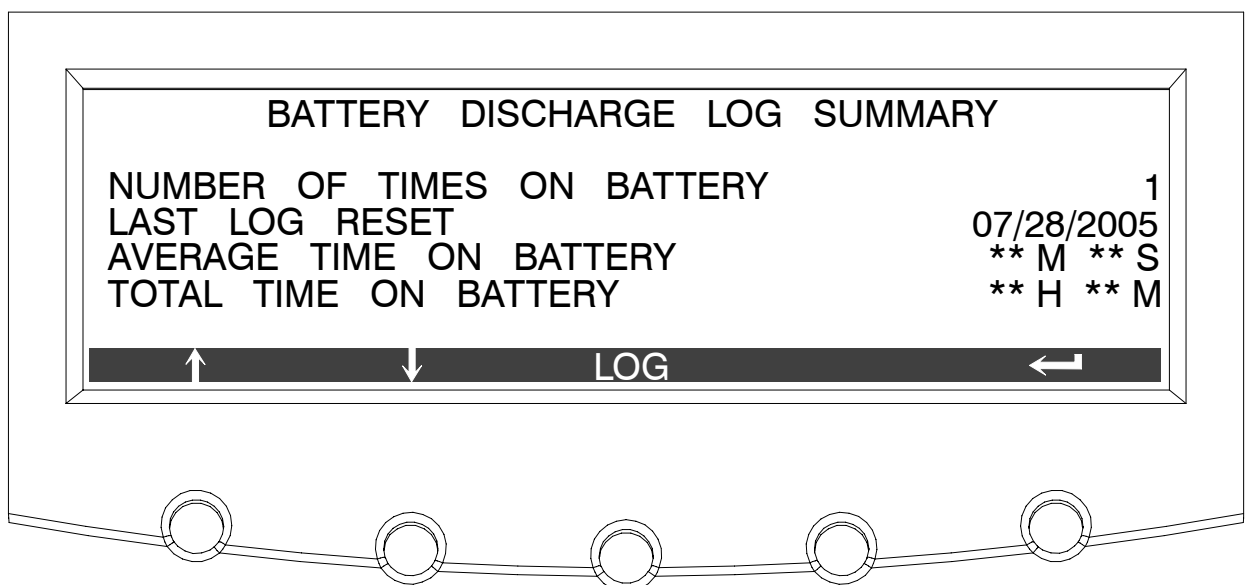 BATTERY DISCHARGE LOG SUMMARY
NUMBER OF TIMES ON BATTERY 1
LAST LOG RESET 07/28/2005
AVERAGE TIME ON BATTERY ** M ** S
TOTAL TIME ON BATTERY ** H ** M
↑ ↓ LOG ↵